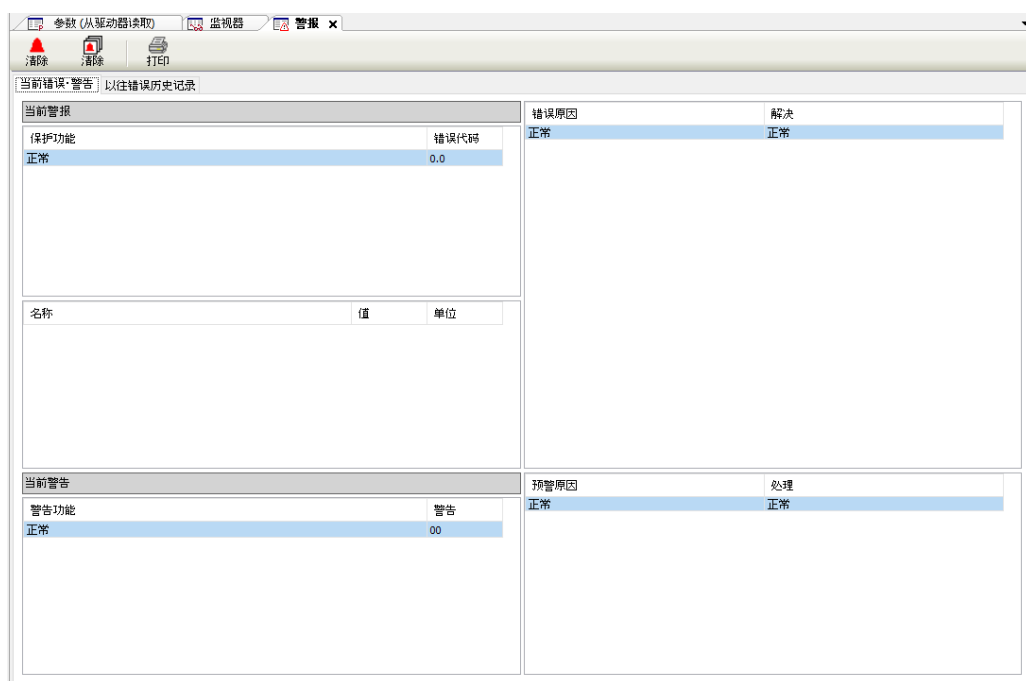 参数 (从驱动器读取) 监视器 警报
清除 清除 打印
当前错误·警告 以往错误历史记录
当前警报
保护功能 错误代码
正常 0.0
名称 值 单位
错误原因 解决
正常 正常
当前警告
警告功能 警告
正常 00
预警原因 处理
正常 正常